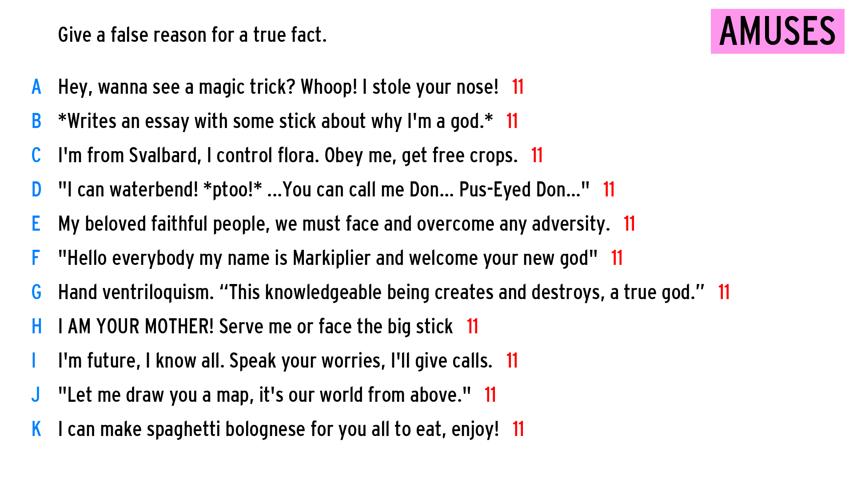 Give a false reason for a true fact.
AMUSES
A Hey, wanna see a magic trick? Whoop! I stole your nose! 11
B *Writes an essay with some stick about why I'm a god.* 11
C I'm from Svalbard, I control flora. Obey me, get free crops. 11
D "I can waterbend! *ptoo!* ...You can call me Don... Pus-Eyed Don..." 11
E My beloved faithful people, we must face and overcome any adversity. 11
F "Hello everybody my name is Markiplier and welcome your new god" 11
G Hand ventriloquism. “This knowledgeable being creates and destroys, a true god.” 11
H I AM YOUR MOTHER! Serve me or face the big stick 11
I I'm future, I know all. Speak your worries, I'll give calls. 11
J "Let me draw you a map, it's our world from above." 11
K I can make spaghetti bolognese for you all to eat, enjoy! 11